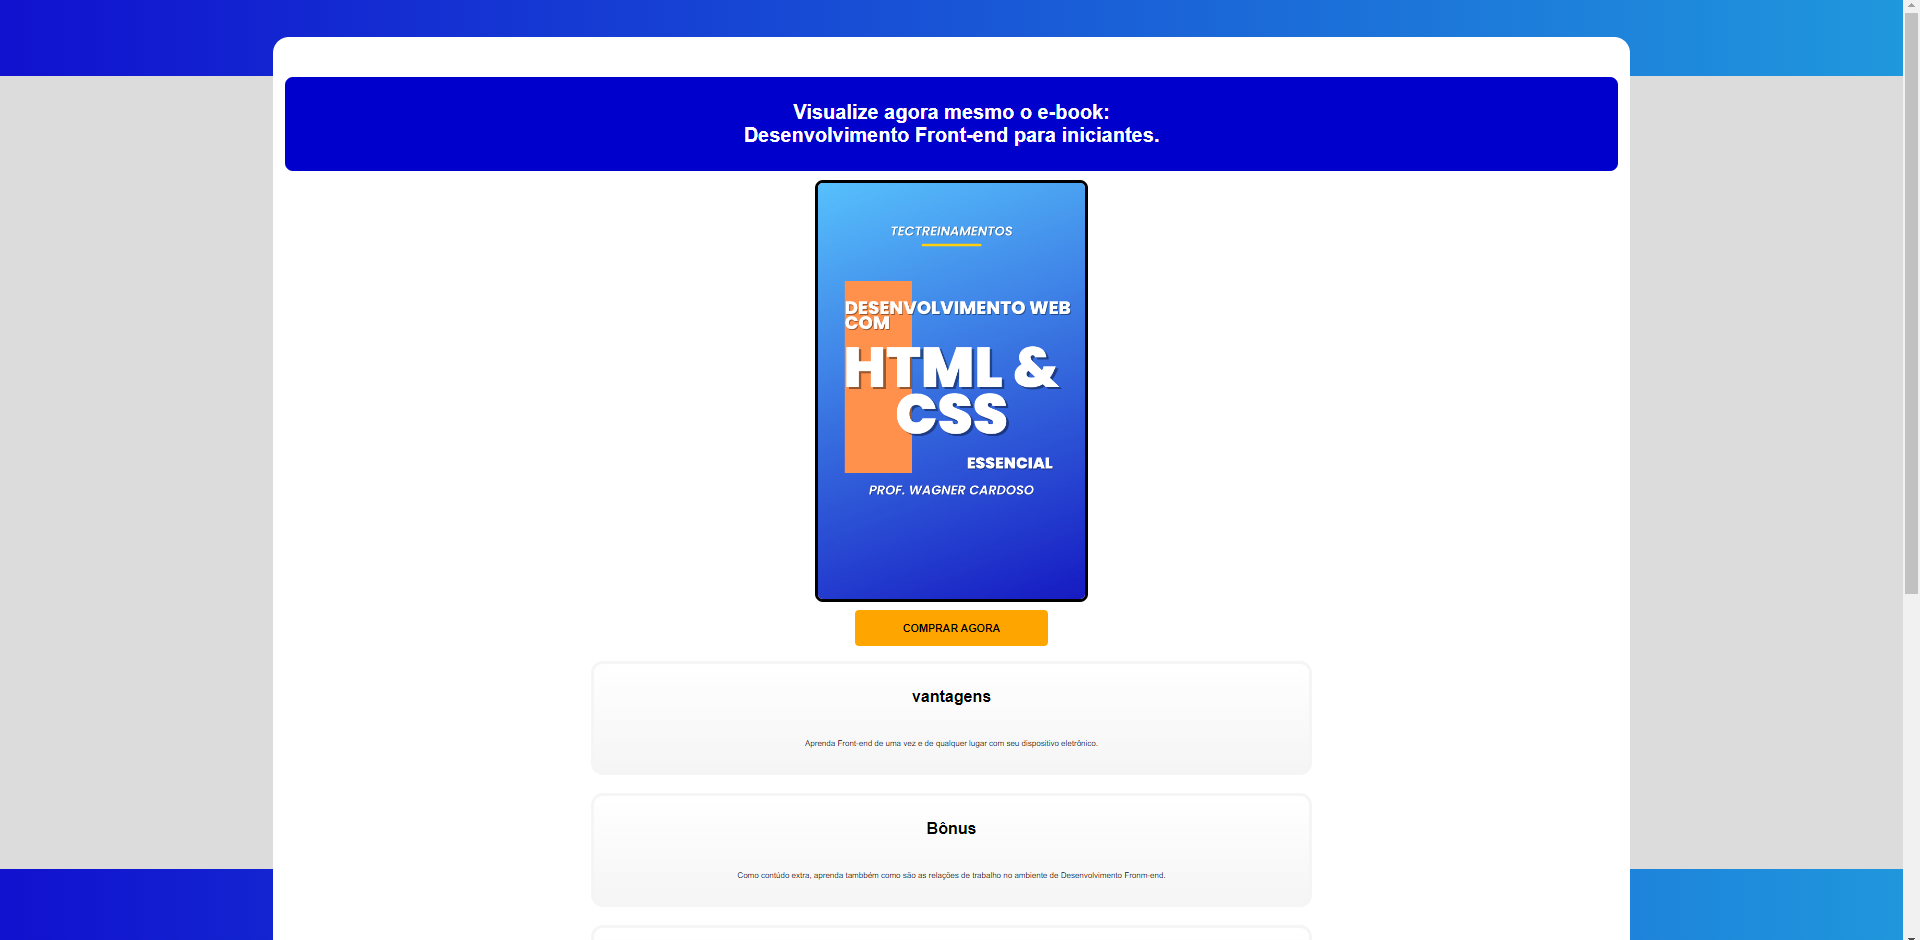 Visualize agora mesmo o e-book:
Desenvolvimento Front-end para iniciantes.
TECTREINAMENTOS
DESENVOLVIMENTO WEB
COM
HTML &
CSS
ESSENCIAL
PROF. WAGNER CARDOSO
COMPRAR AGORA
vantagens
Aprenda Front-end de uma vez e de qualquer lugar com seu dispositivo eletrônico.
Bônus
Como contúdo extra, aprenda tambbém como são as relações de trabalho no ambiente de Desenvolvimento Fronm-end.